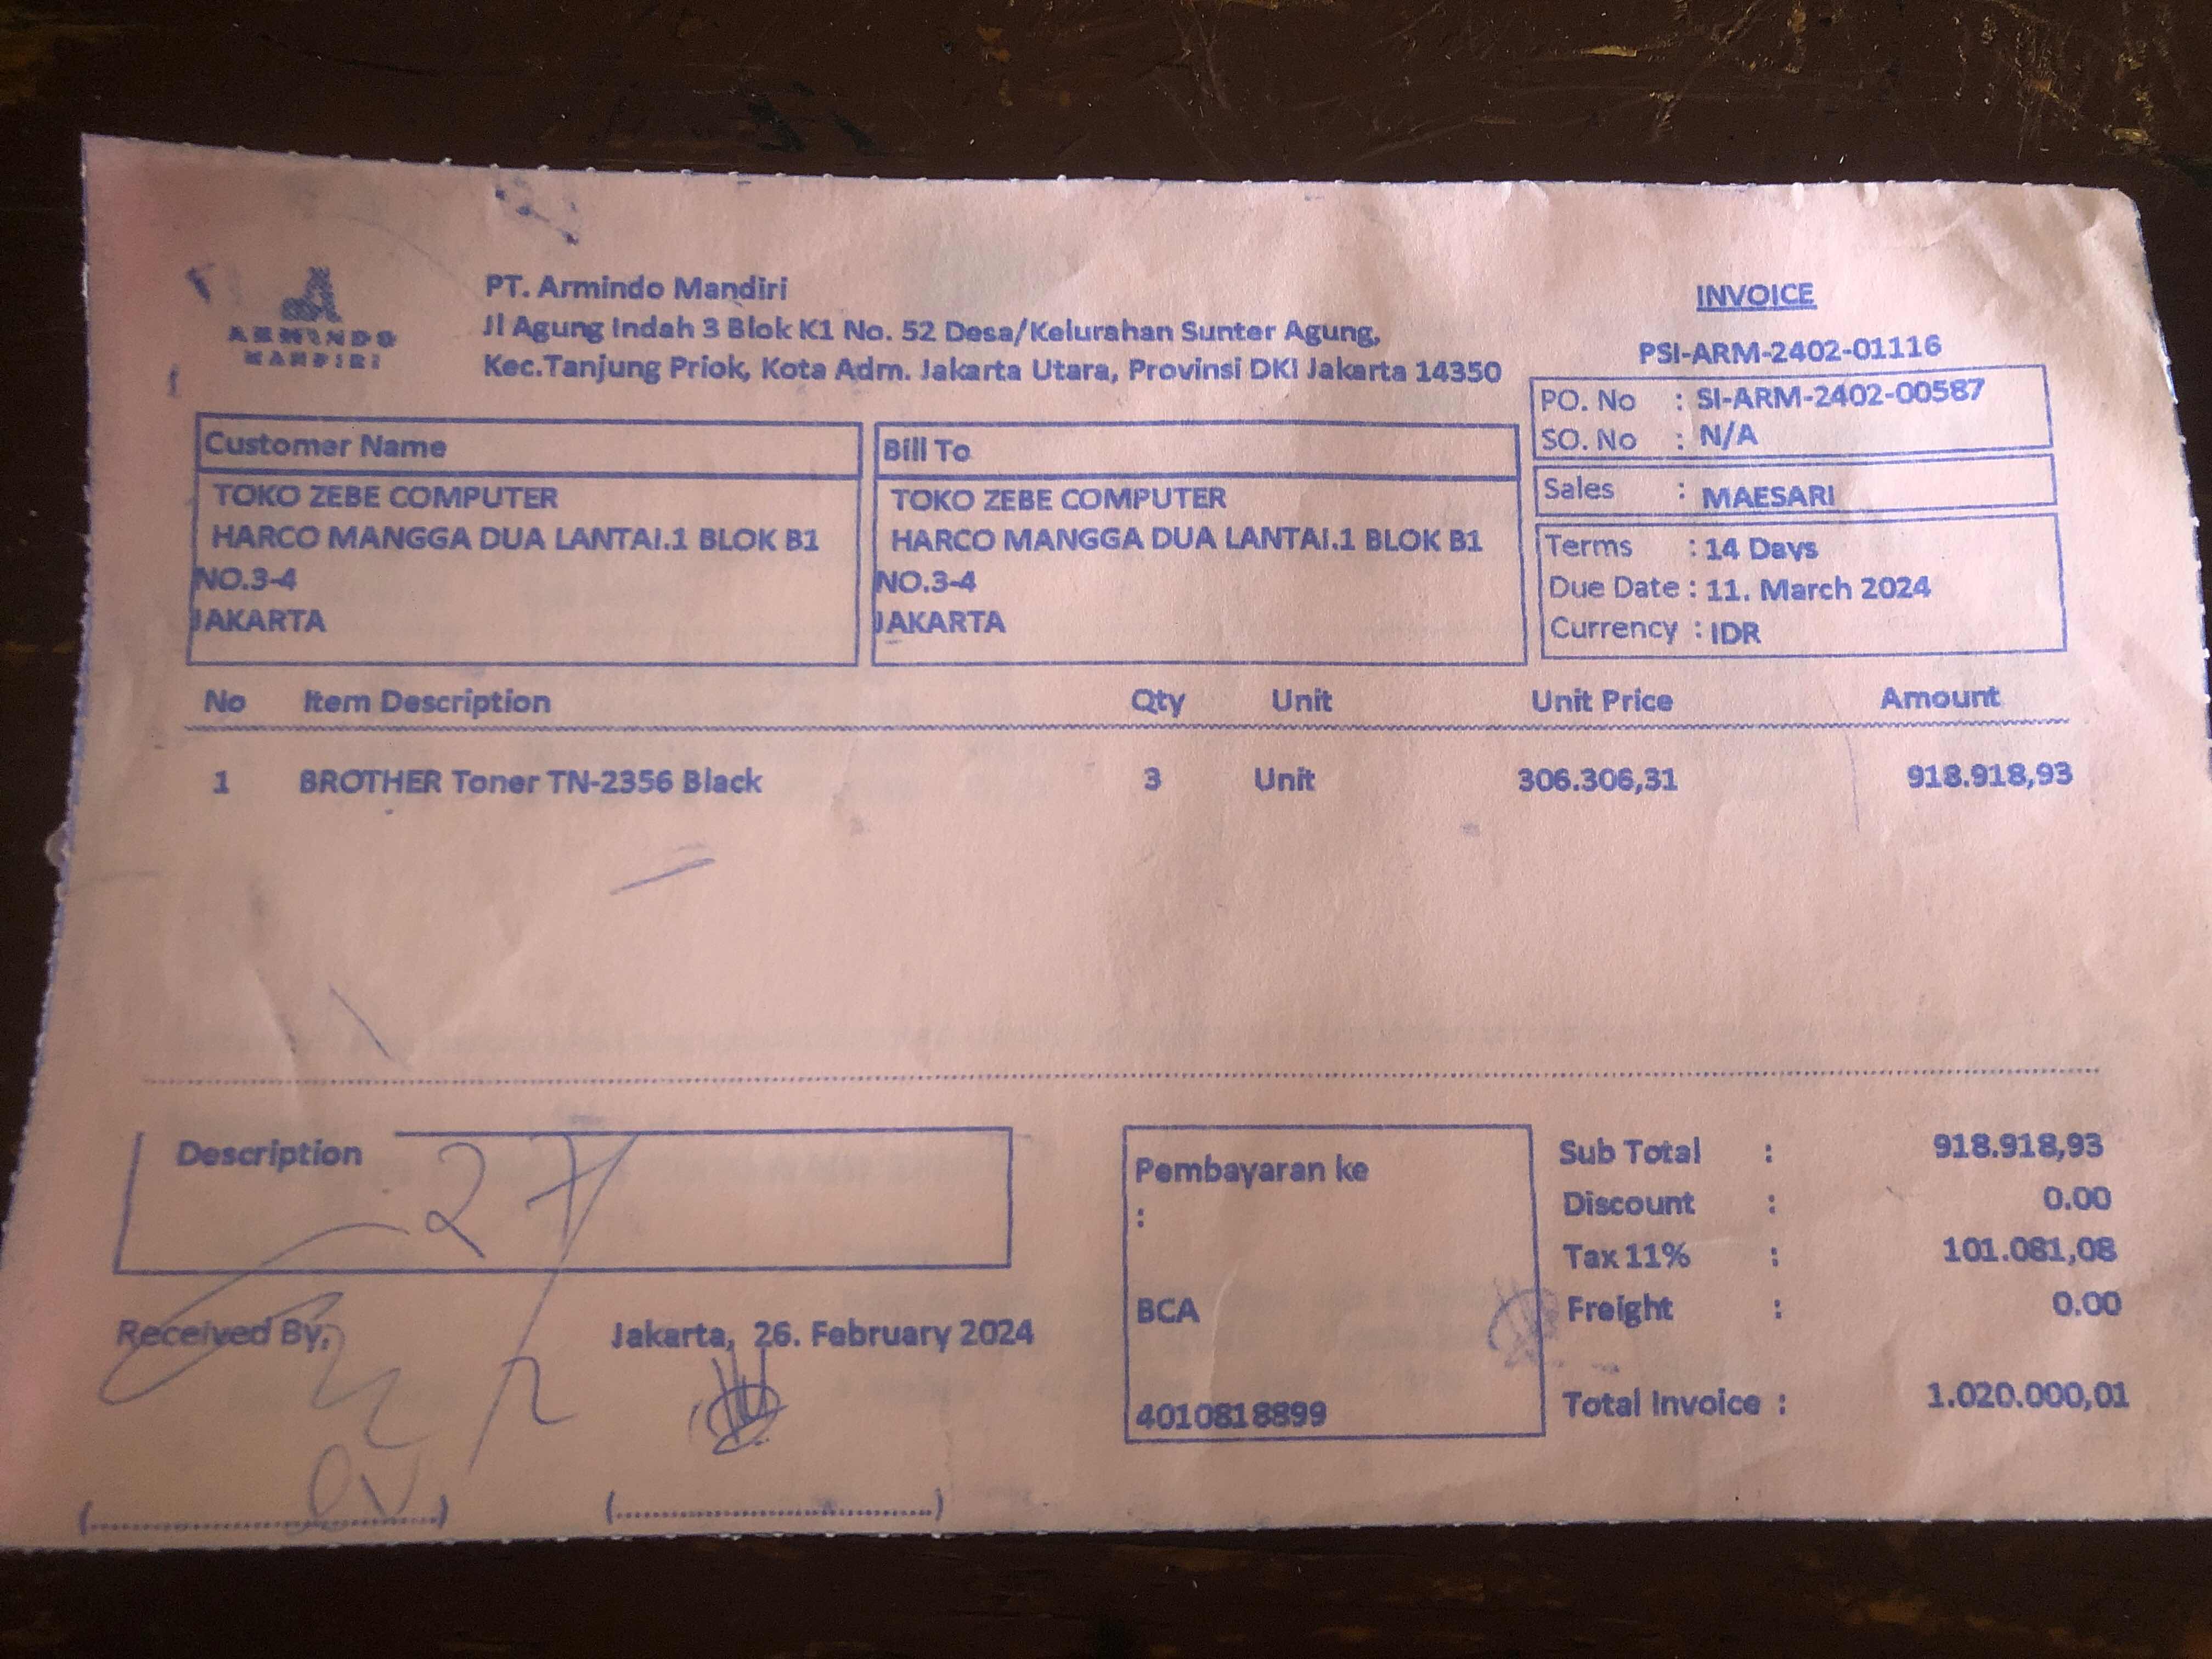 ARMINDO
MANDIRI
PT. Armindo Mandiri
Jl Agung Indah 3 Blok K1 No. 52 Desa/Kelurahan Sunter Agung,
Kec.Tanjung Priok, Kota Adm. Jakarta Utara, Provinsi DKI Jakarta 14350
INVOICE
PSI-ARM-2402-01116
PO. No : SI-ARM-2402-00587
SO. No : N/A
Sales : MAESARI
Terms : 14 Days
Due Date : 11. March 2024
Currency : IDR
Customer Name
TOKO ZEBE COMPUTER
HARCO MANGGA DUA LANTAI.1 BLOK B1
NO.3-4
JAKARTA
Bill To
TOKO ZEBE COMPUTER
HARCO MANGGA DUA LANTAI.1 BLOK B1
NO.3-4
JAKARTA
No Item Description Qty Unit Unit Price Amount
1 BROTHER Toner TN-2356 Black 3 Unit 306.306,31 918.918,93
Description
27
Received By,
Jakarta, 26. February 2024
Pembayaran ke
:
BCA
4010818899
Sub Total : 918.918,93
Discount : 0.00
Tax 11% : 101.081,08
Freight : 0.00
Total Invoice : 1.020.000,01